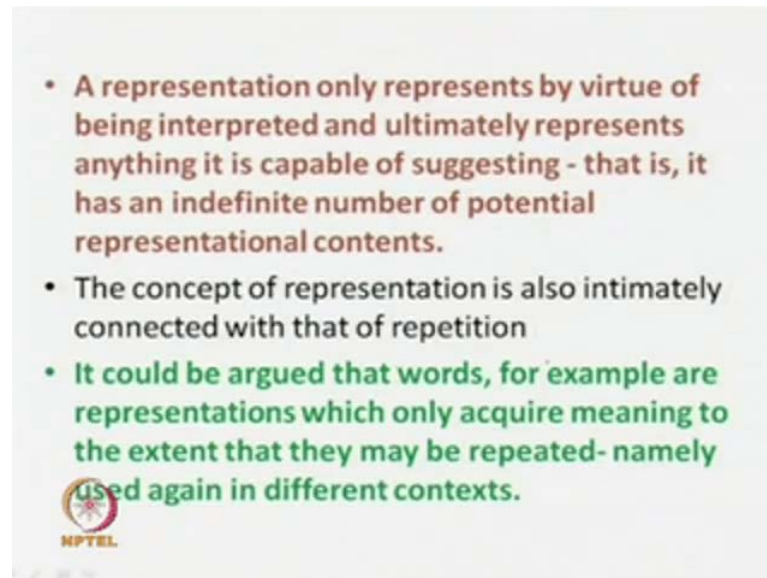 • A representation only represents by virtue of
being interpreted and ultimately represents
anything it is capable of suggesting - that is, it
has an indefinite number of potential
representational contents.
• The concept of representation is also intimately
connected with that of repetition
• It could be argued that words, for example are
representations which only acquire meaning to
the extent that they may be repeated- namely
used again in different contexts.
NPTEL